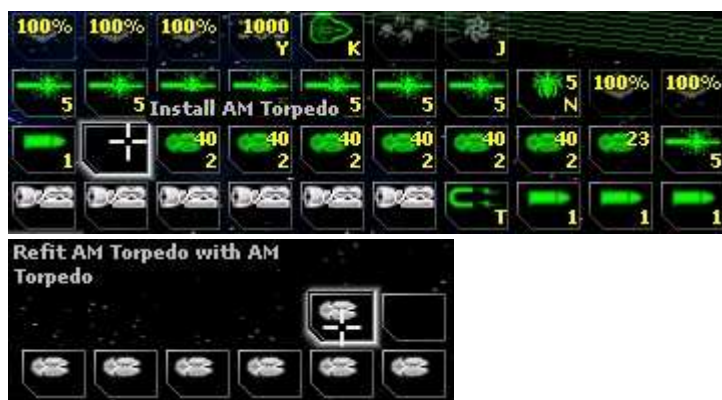 100% 100% 100% 1000
Y K J
5 100% 100%
5 5 5 5 5 5 5 N
Install AM Torpedo
40 40 40 40 40 40 23
1 2 2 2 2 2 2 5
T 1 1 1
Refit AM Torpedo with AM
Torpedo